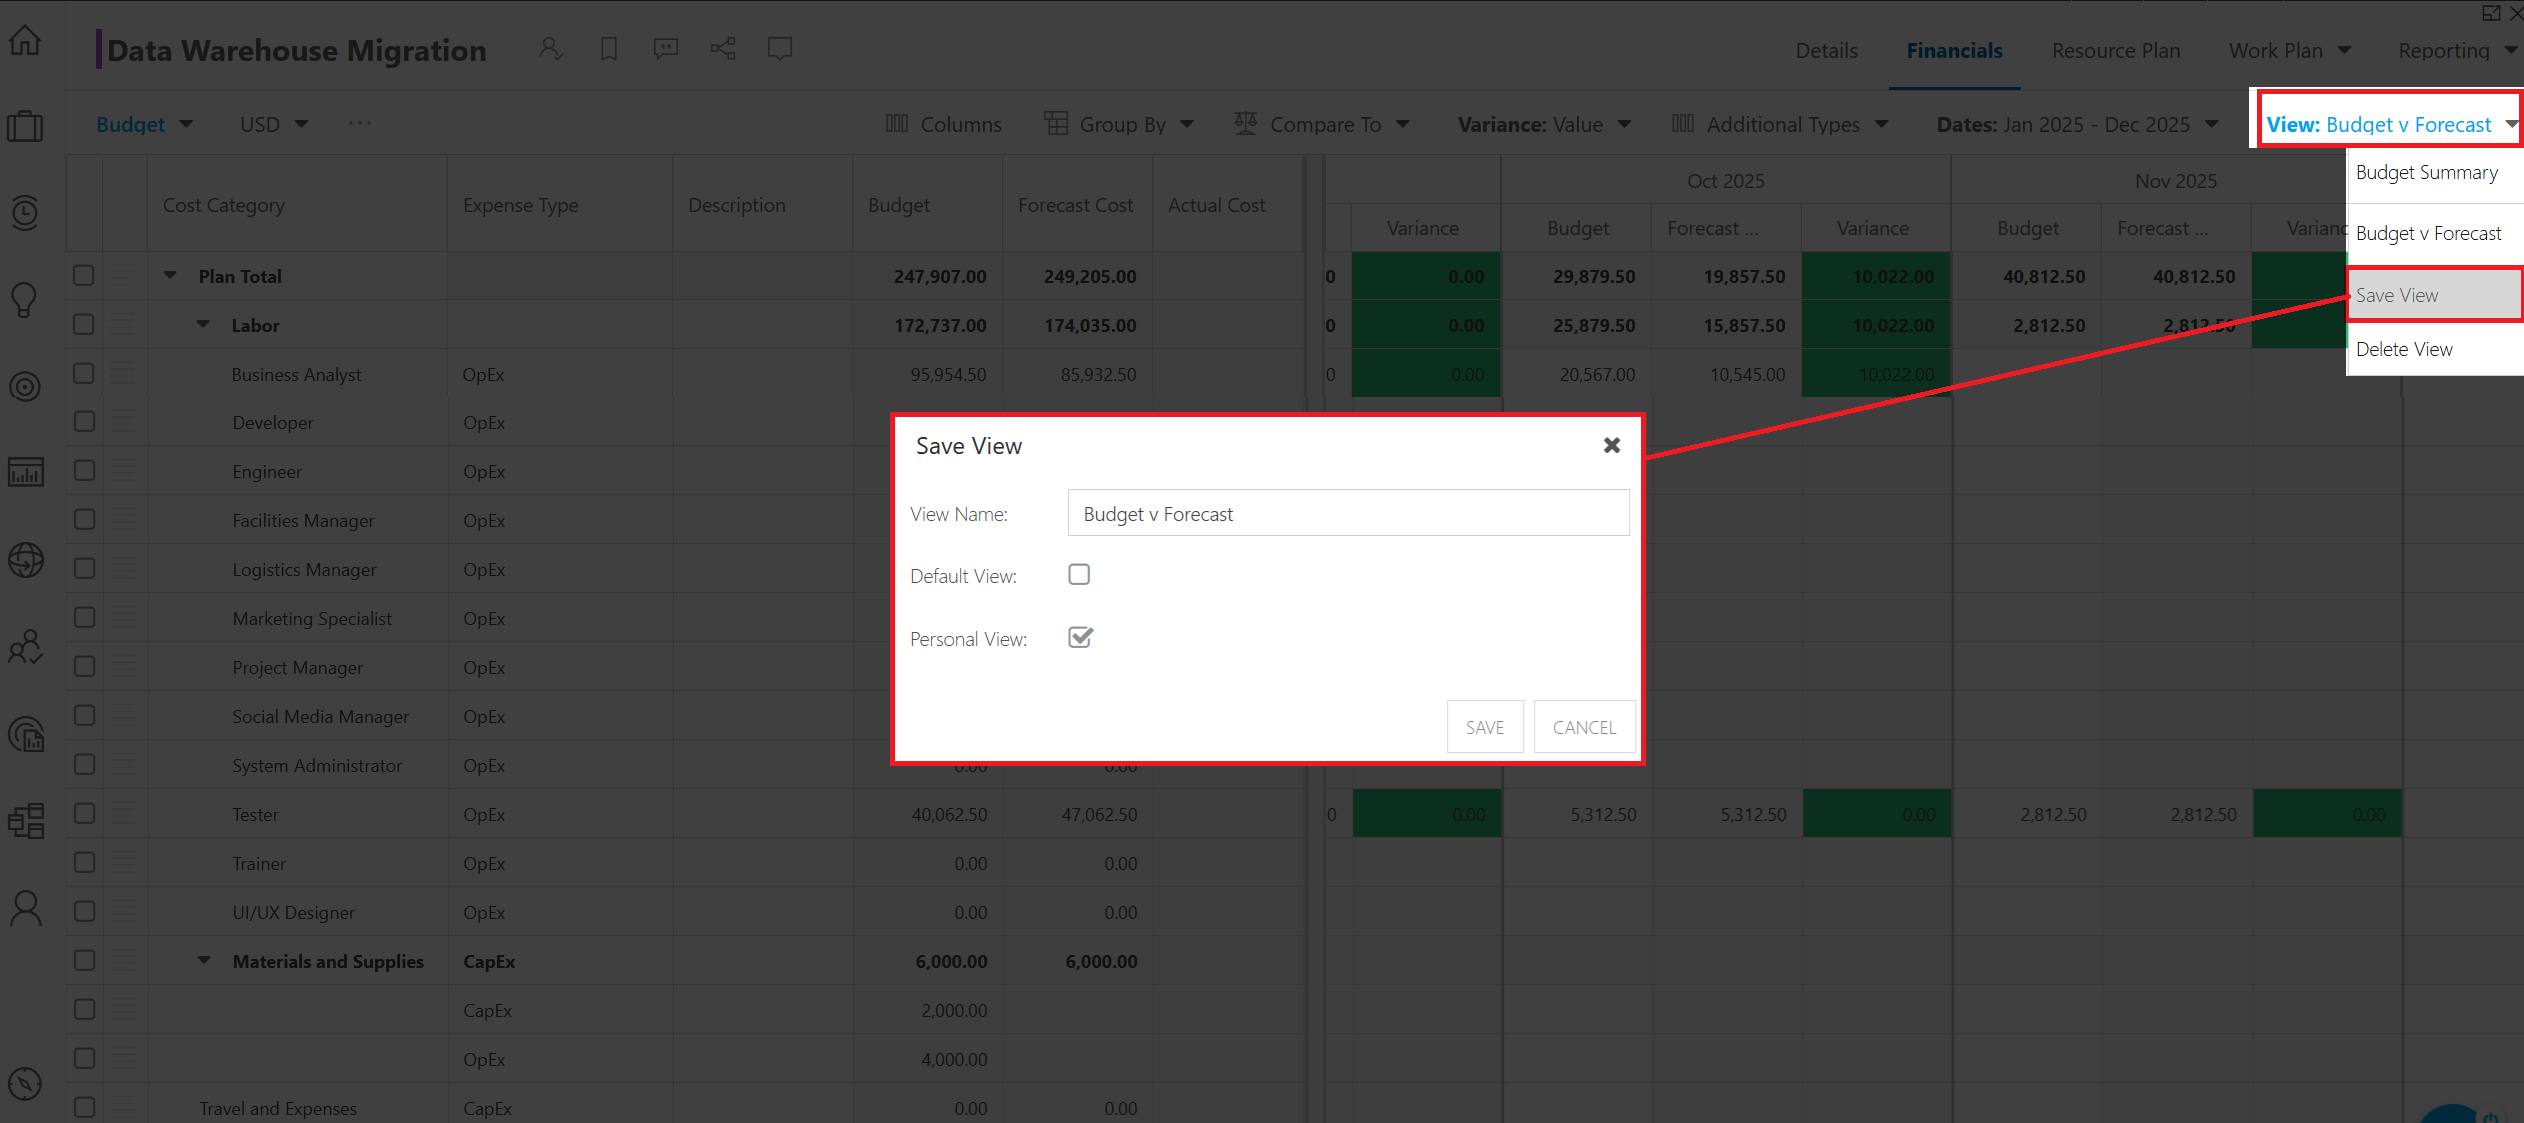 Data Warehouse Migration
Details Financials Resource Plan Work Plan Reporting
Budget USD ... Columns Group By Compare To Variance: Value Additional Types Dates: Jan 2025 - Dec 2025 View: Budget v Forecast
Budget Summary
Budget v Forecast
Save View
Delete View
Oct 2025 Nov 2025
Cost Category Expense Type Description Budget Forecast Cost Actual Cost
Variance Budget Forecast ... Variance Budget Forecast ...
Plan Total 247,907.00 249,205.00 0 0.00 29,879.50 19,857.50 10,022.00 40,812.50 40,812.50
Labor 172,737.00 174,035.00 0 0.00 25,879.50 15,857.50 10,022.00 2,812.50 2,812.50
Business Analyst OpEx 95,954.50 85,932.50 0 0.00 20,567.00 10,545.00 10,022.00
Developer OpEx
Engineer OpEx
Facilities Manager OpEx
Logistics Manager OpEx
Marketing Specialist OpEx
Project Manager OpEx
Social Media Manager OpEx
System Administrator OpEx 0.00 0.00
Tester OpEx 40,062.50 47,062.50 0 0.00 5,312.50 5,312.50 0.00 2,812.50 2,812.50 0.00
Trainer OpEx 0.00 0.00
UI/UX Designer OpEx 0.00 0.00
Materials and Supplies CapEx 6,000.00 6,000.00
CapEx 2,000.00
OpEx 4,000.00
Travel and Expenses CapEx 0.00 0.00
Save View
View Name: Budget v Forecast
Default View:
Personal View:
SAVE CANCEL